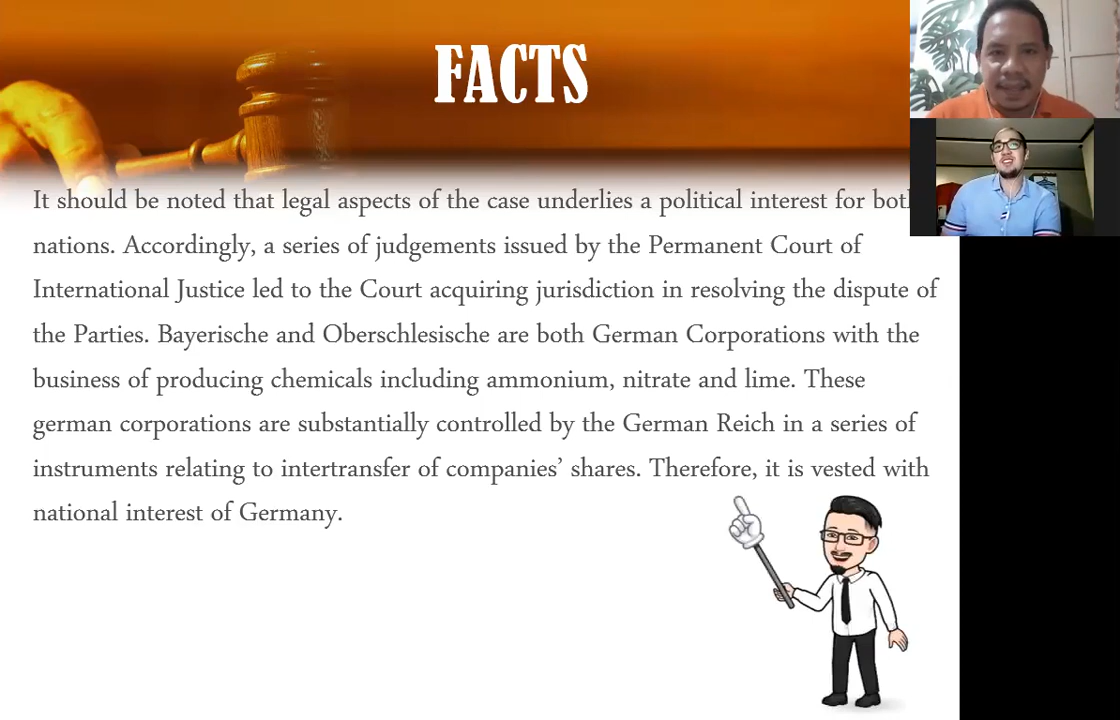 FACTS
It should be noted that legal aspects of the case underlies a political interest for
nations. Accordingly, a series of judgements issued by the Permanent Court of
International Justice led to the Court acquiring jurisdiction in resolving the dispute of
the Parties. Bayerische and Oberschlesische are both German Corporations with the
business of producing chemicals including ammonium, nitrate and lime. These
german corporations are substantially controlled by the German Reich in a series of
instruments relating to intertransfer of companies’ shares. Therefore, it is vested with
national interest of Germany.